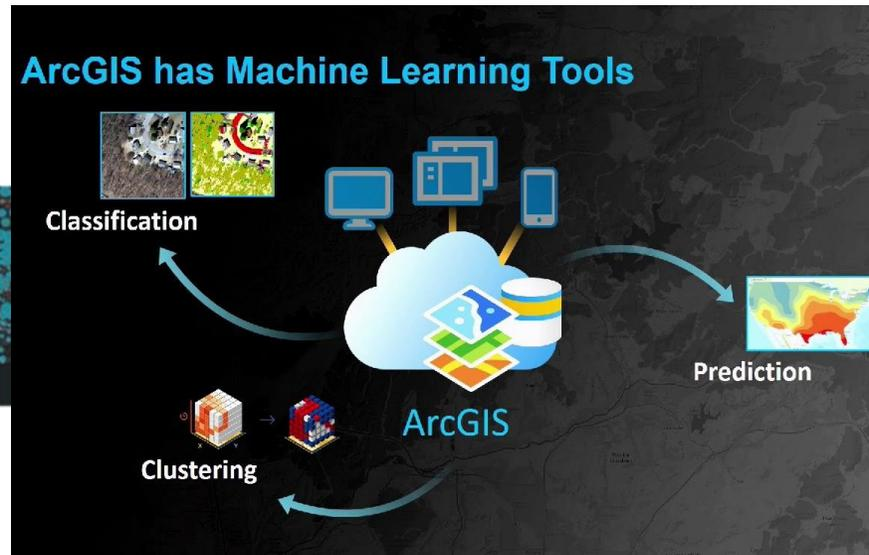 ArcGIS has Machine Learning Tools
Classification
Prediction
ArcGIS
Clustering
X
Y